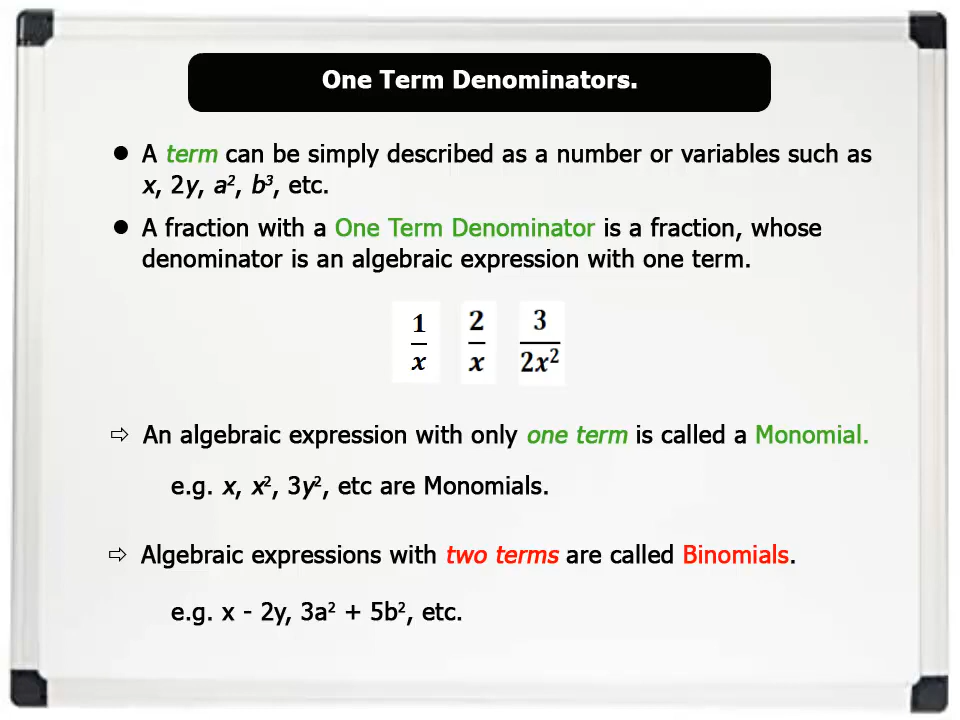 One Term Denominators.
● A term can be simply described as a number or variables such as
x, 2y, a², b³, etc.
● A fraction with a One Term Denominator is a fraction, whose
denominator is an algebraic expression with one term.
1/x 2/x 3/2x²
⇨ An algebraic expression with only one term is called a Monomial.
e.g. x, x², 3y², etc are Monomials.
⇨ Algebraic expressions with two terms are called Binomials.
e.g. x - 2y, 3a² + 5b², etc.